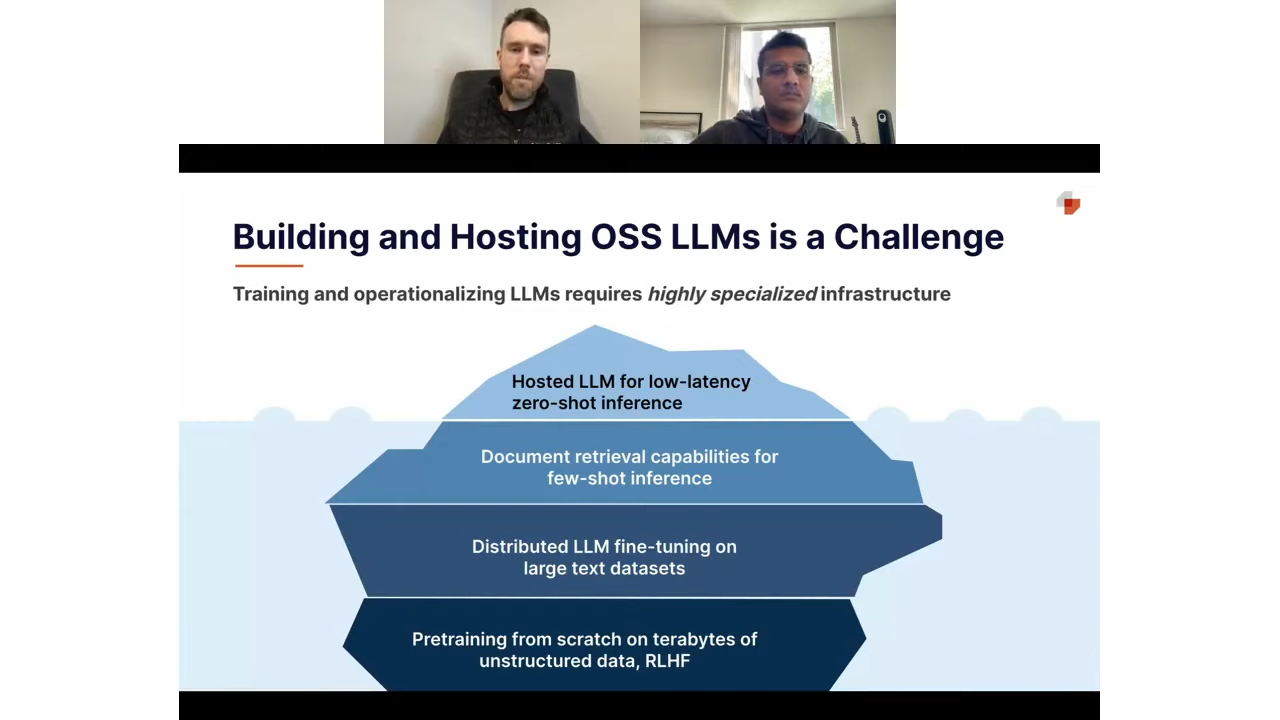 Building and Hosting OSS LLMs is a Challenge
Training and operationalizing LLMs requires highly specialized infrastructure
Hosted LLM for low-latency
zero-shot inference
Document retrieval capabilities for
few-shot inference
Distributed LLM fine-tuning on
large text datasets
Pretraining from scratch on terabytes of
unstructured data, RLHF